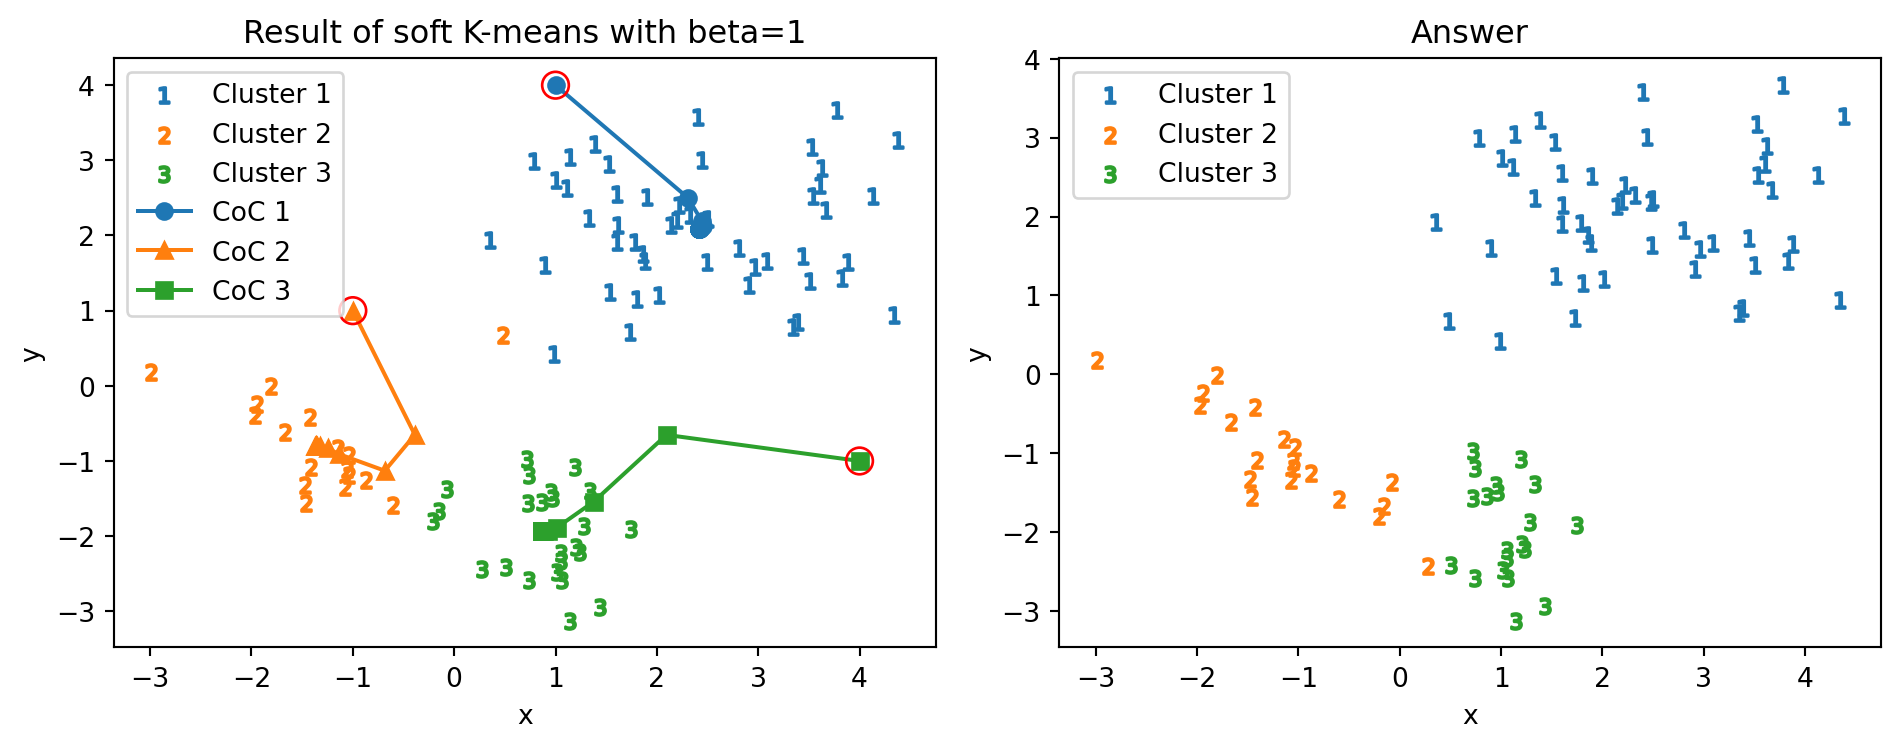 Result of soft K-means with beta=1
Cluster 1
Cluster 2
Cluster 3
CoC 1
CoC 2
CoC 3
4
3
2
1
0
−1
−2
−3
y
−3 −2 −1 0 1 2 3 4
x
Answer
Cluster 1
Cluster 2
Cluster 3
4
3
2
1
0
−1
−2
−3
y
−3 −2 −1 0 1 2 3 4
x